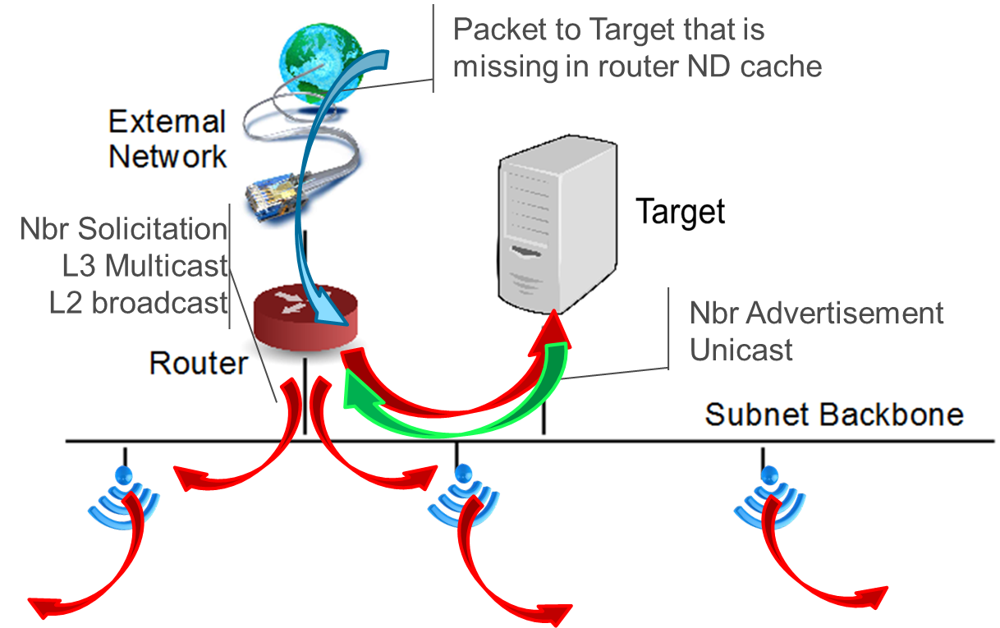 Packet to Target that is
missing in router ND cache
External
Network
Target
Nbr Solicitation
L3 Multicast
L2 broadcast
Nbr Advertisement
Unicast
Router
Subnet Backbone